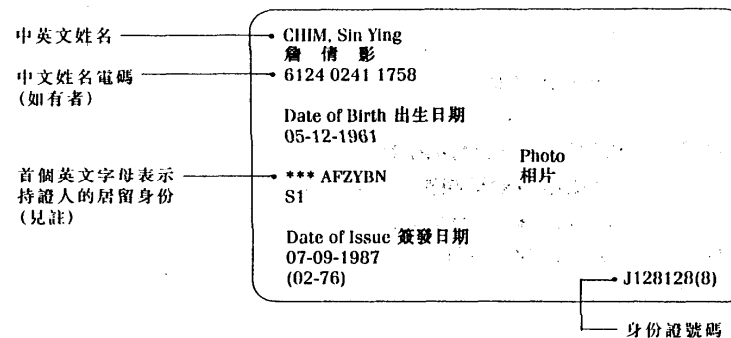 中英文姓名
CHIM, Sin Ying
詹 倩 影
中文姓名電碼
(如有者)
6124 0241 1758
Date of Birth 出生日期
05-12-1961
Photo
相片
首個英文字母表示
持證人的居留身份
(見註)
*** AFZYBN
S1
Date of Issue 簽發日期
07-09-1987
(02-76)
J128128(8)
身份證號碼